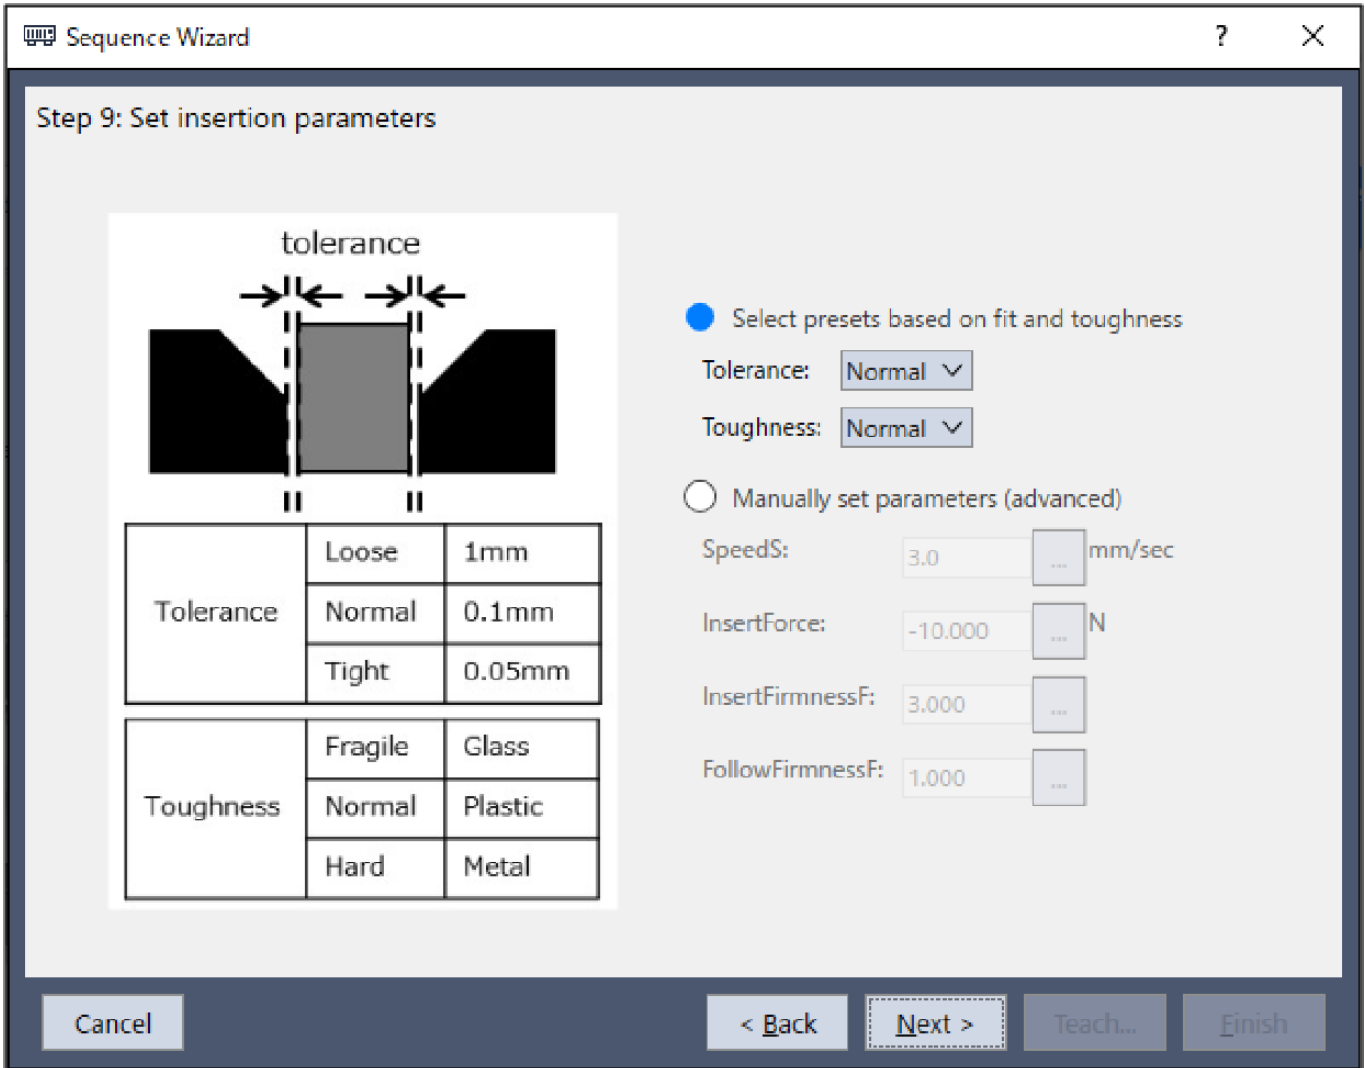 Sequence Wizard
?
Step 9: Set insertion parameters
tolerance
Tolerance
Loose 1mm
Normal 0.1mm
Tight 0.05mm
Toughness
Fragile Glass
Normal Plastic
Hard Metal
Select presets based on fit and toughness
Tolerance: Normal
Toughness: Normal
Manually set parameters (advanced)
SpeedS: 3.0 ... mm/sec
InsertForce: -10.000 ... N
InsertFirmnessF: 3.000 ...
FollowFirmnessF: 1.000 ...
Cancel < Back Next > Teach... Finish